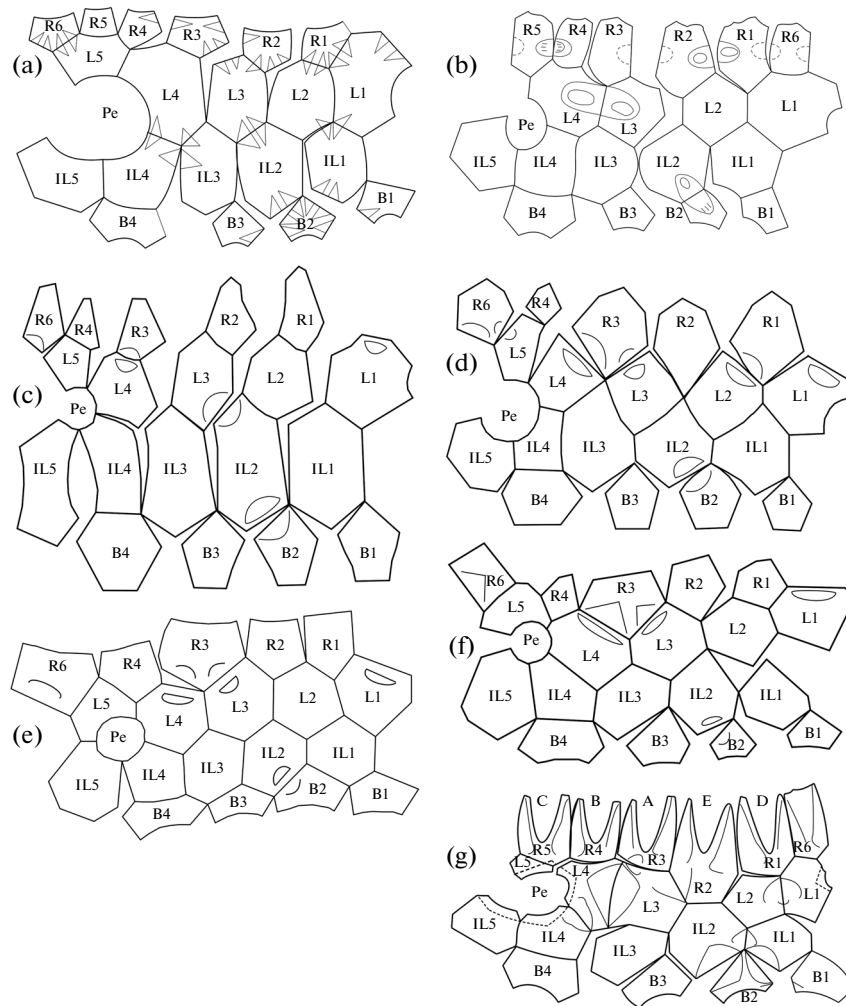 (a)
R6 R5 R4 R3 R2 R1
L5 L4 L3 L2 L1
Pe
IL5 IL4 IL3 IL2 IL1
B4 B3 B2 B1
(b)
R5 R4 R3 R2 R1 R6
Pe L4 L3 L2 L1
IL5 IL4 IL3 IL2 IL1
B4 B3 B2 B1
(c)
R6 R4 R3 R2 R1
L5 L4 L3 L2 L1
Pe
IL5 IL4 IL3 IL2 IL1
B4 B3 B2 B1
(d)
R6 R4 R3 R2 R1
L5 L4 L3 L2 L1
Pe
IL5 IL4 IL3 IL2 IL1
B4 B3 B2 B1
(e)
R6 R4 R3 R2 R1
L5 L4 L3 L2 L1
Pe
IL5 IL4 IL3 IL2 IL1
B4 B3 B2 B1
(f)
R6 R4 R3 R2 R1
L5 L4 L3 L2 L1
Pe
IL5 IL4 IL3 IL2 IL1
B4 B3 B2 B1
(g)
C B A E D
R5 R4 R3 R2 R1 R6
L5 L4 L3 L2 L1
Pe
IL5 IL4 IL3 IL2 IL1
B4 B3 B2 B1